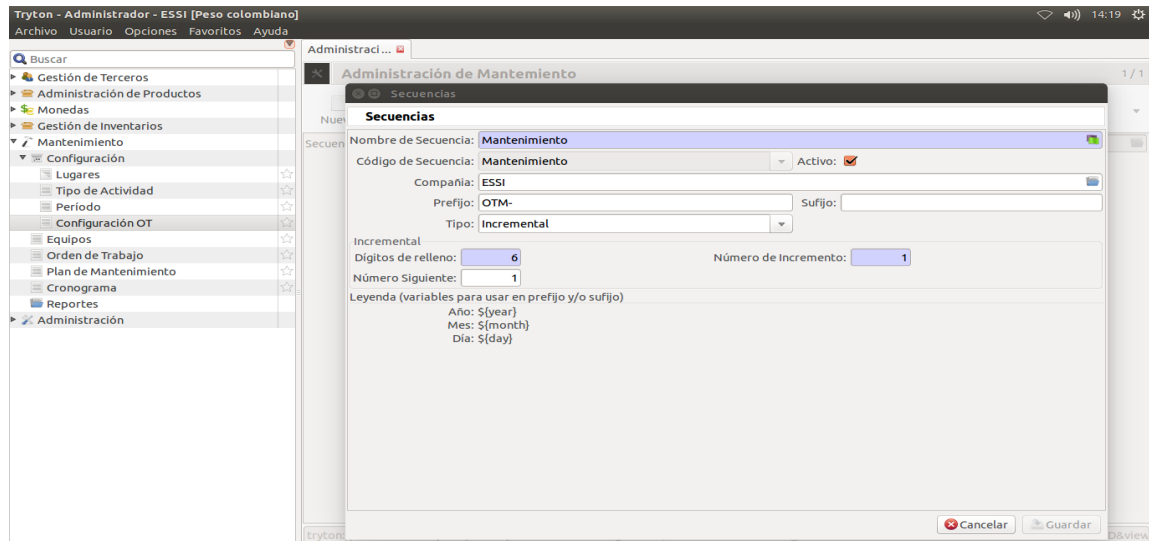 Tryton - Administrador - ESSI [Peso colombiano] 14:19
Archivo Usuario Opciones Favoritos Ayuda
Buscar
Gestión de Terceros
Administración de Productos
Monedas
Gestión de Inventarios
Mantenimiento
Configuración
Lugares
Tipo de Actividad
Período
Configuración OT
Equipos
Orden de Trabajo
Plan de Mantenimiento
Cronograma
Reportes
Administración
Administraci...
Administración de Mantemiento 1 / 1
Secuencias
Secuencias
Nombre de Secuencia: Mantenimiento
Código de Secuencia: Mantenimiento Activo:
Compañia: ESSI
Prefijo: OTM- Sufijo:
Tipo: Incremental
Incremental
Dígitos de relleno: 6 Número de Incremento: 1
Número Siguiente: 1
Leyenda (variables para usar en prefijo y/o sufijo)
Año: ${year}
Mes: ${month}
Día: ${day}
Cancelar Guardar